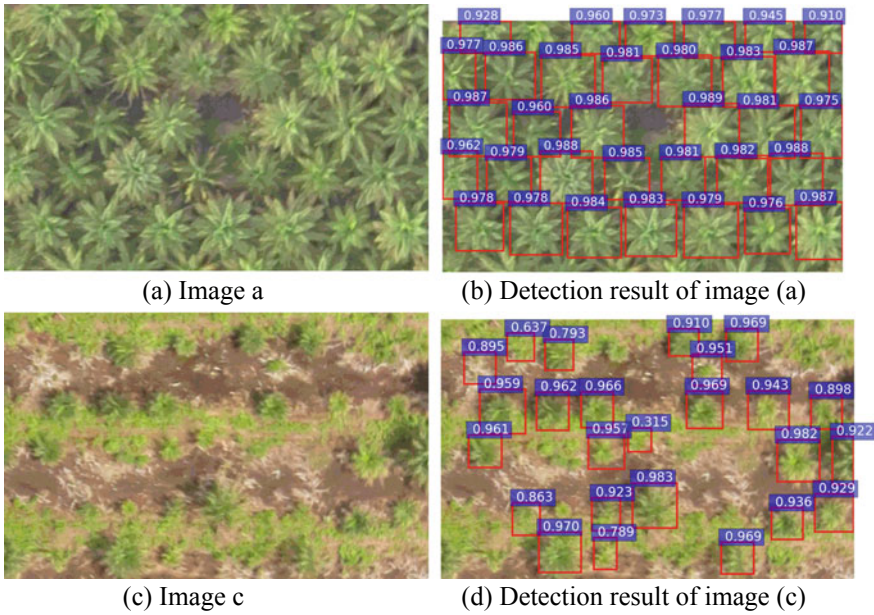 0.928 0.960 0.973 0.977 0.945 0.910
0.977 0.986 0.985 0.981 0.980 0.983 0.987
0.987 0.960 0.986 0.989 0.981 0.975
0.962 0.979 0.988 0.985 0.981 0.982 0.988
0.978 0.978 0.984 0.983 0.979 0.976 0.987
(a) Image a
(b) Detection result of image (a)
0.895 0.637 0.793 0.910 0.951 0.969
0.959 0.962 0.966 0.969 0.943 0.898
0.961 0.957 0.315 0.982 0.922
0.863 0.923 0.983 0.936 0.929
0.970 0.789 0.969
(c) Image c
(d) Detection result of image (c)